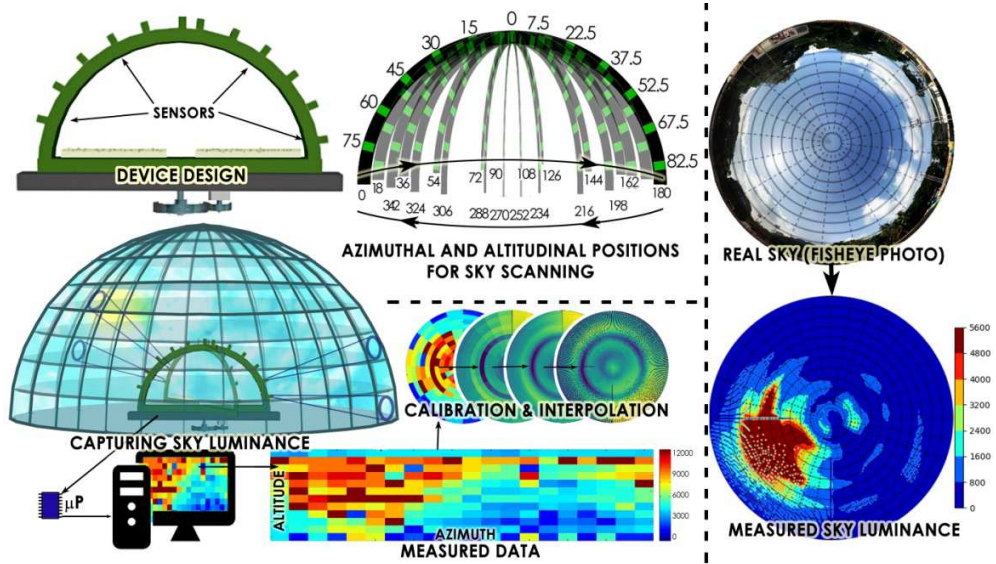 SENSORS
DEVICE DESIGN
0
15
7.5
30
22.5
45
37.5
60
52.5
75
67.5
82.5
0 18 36 54 72 90 108 126 144 162 180
342 324 306 288 270 252 234 216 198
AZIMUTHAL AND ALTITUDINAL POSITIONS
FOR SKY SCANNING
CAPTURING SKY LUMINANCE
μP
CALIBRATION & INTERPOLATION
ALTITUDE
AZIMUTH
MEASURED DATA
12000
9000
6000
3000
0
REAL SKY (FISHEYE PHOTO)
5600
4800
4000
3200
2400
1600
800
0
MEASURED SKY LUMINANCE